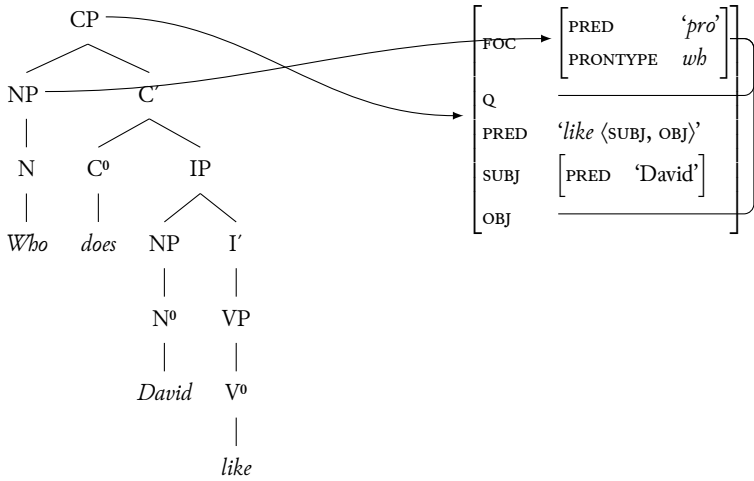 CP
NP C′
N C⁰ IP
Who does NP I′
N⁰ VP
David V⁰
like
FOC PRED ‘pro’
PRONTYPE wh
Q
PRED ‘like ⟨SUBJ, OBJ⟩’
SUBJ PRED ‘David’
OBJ